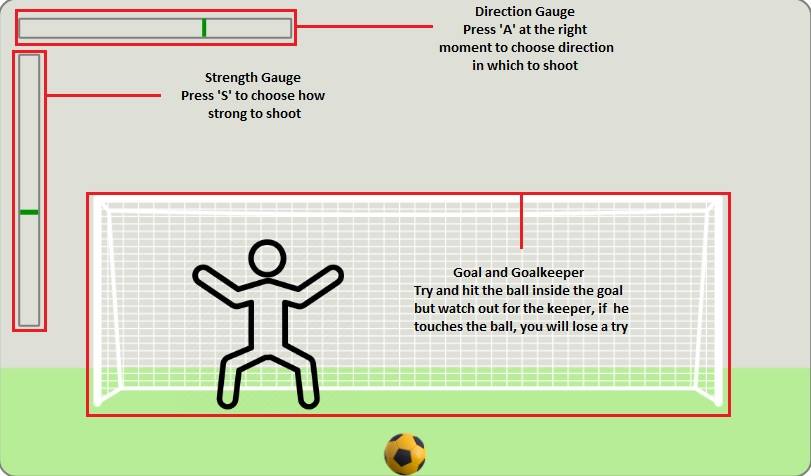 Direction Gauge
Press 'A' at the right
moment to choose direction
in which to shoot
Strength Gauge
Press 'S' to choose how
strong to shoot
Goal and Goalkeeper
Try and hit the ball inside the goal
but watch out for the keeper, if  he
touches the ball, you will lose a try